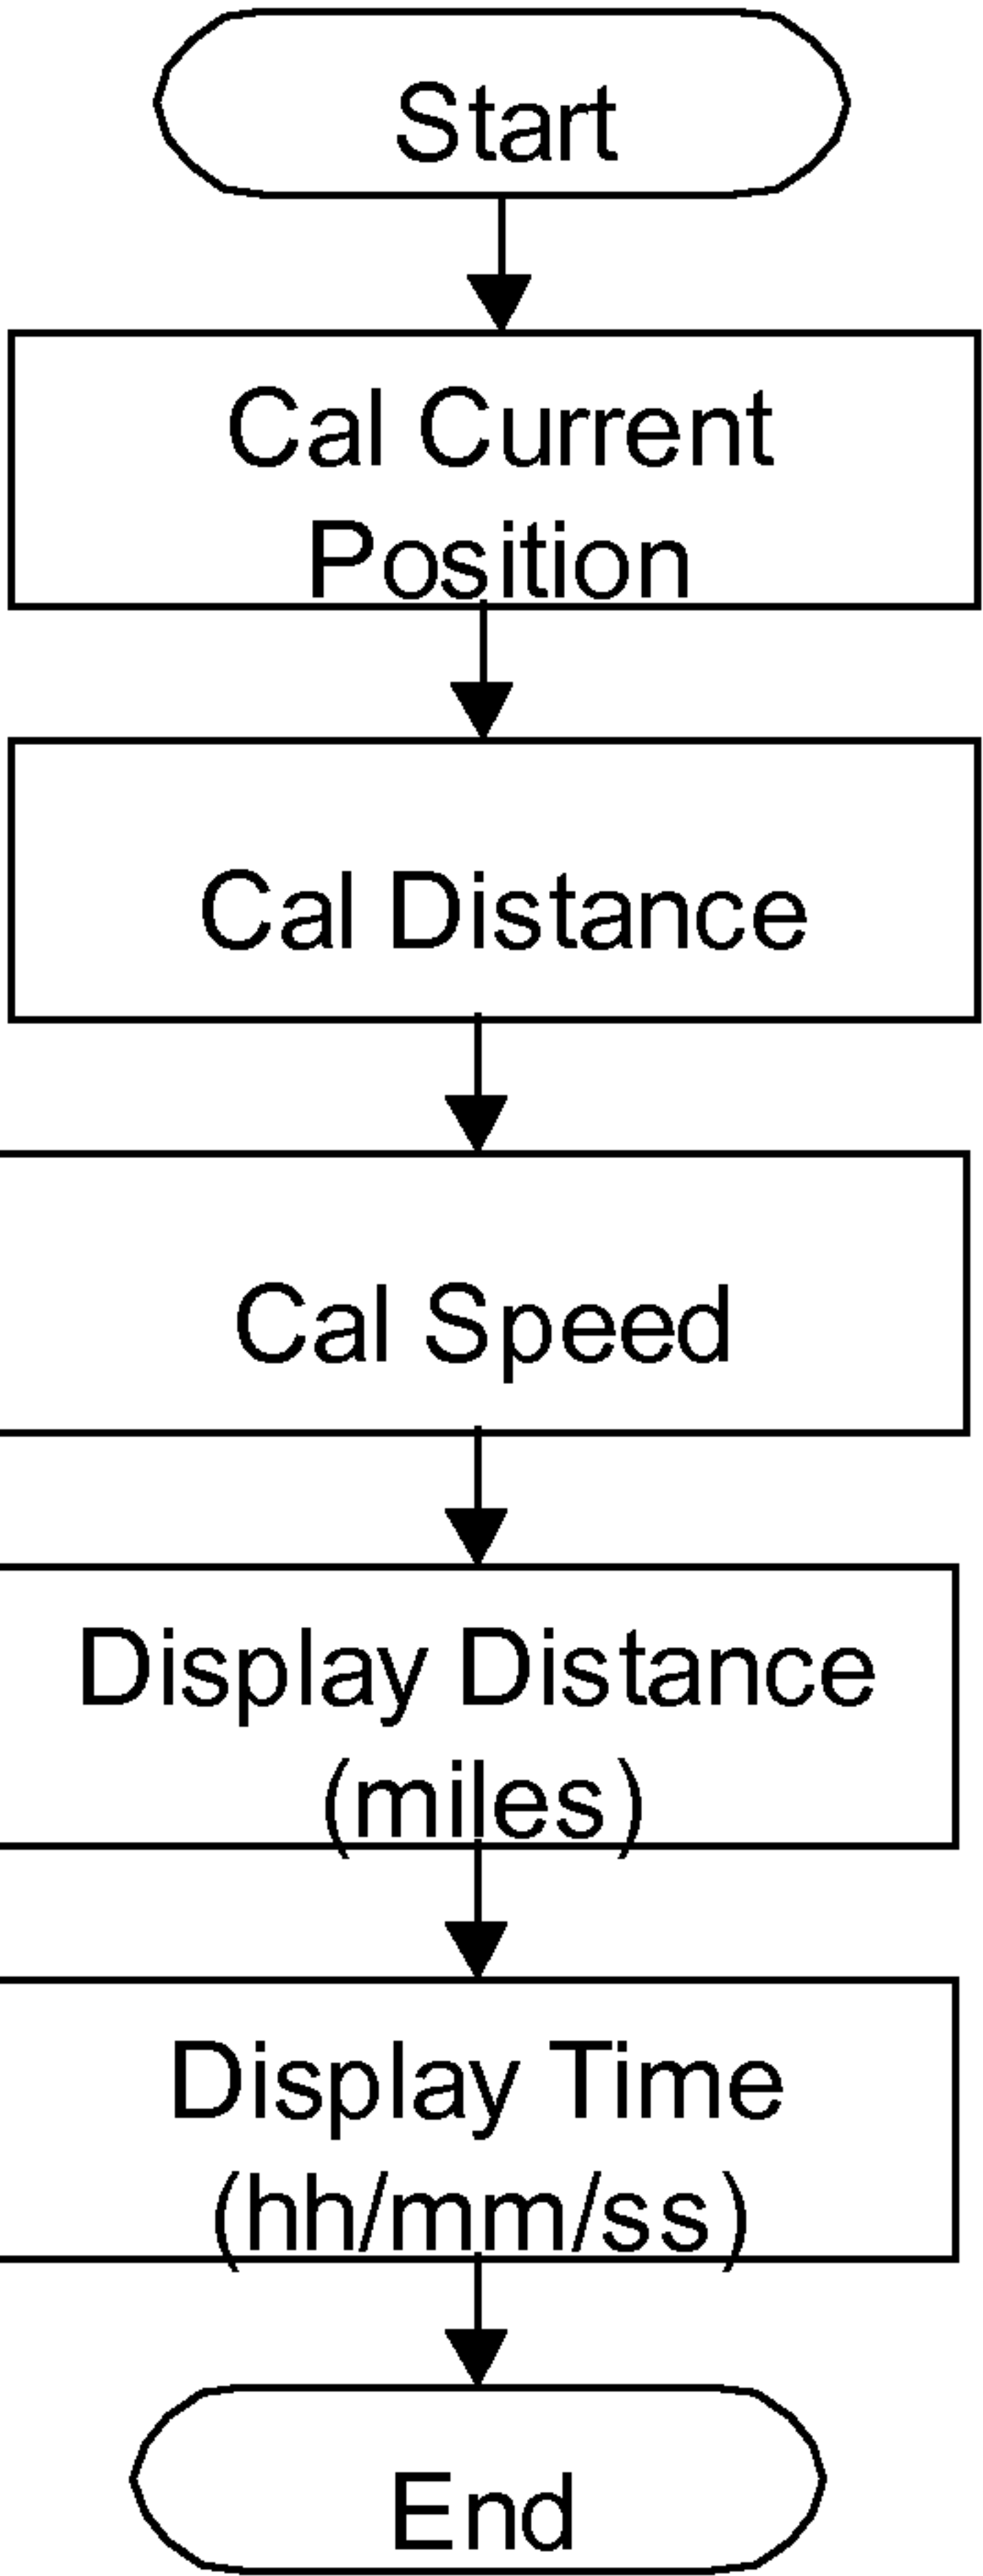 Start
Cal Current
Position
Cal Distance
Cal Speed
Display Distance
(miles)
Display Time
(hh/mm/ss)
End